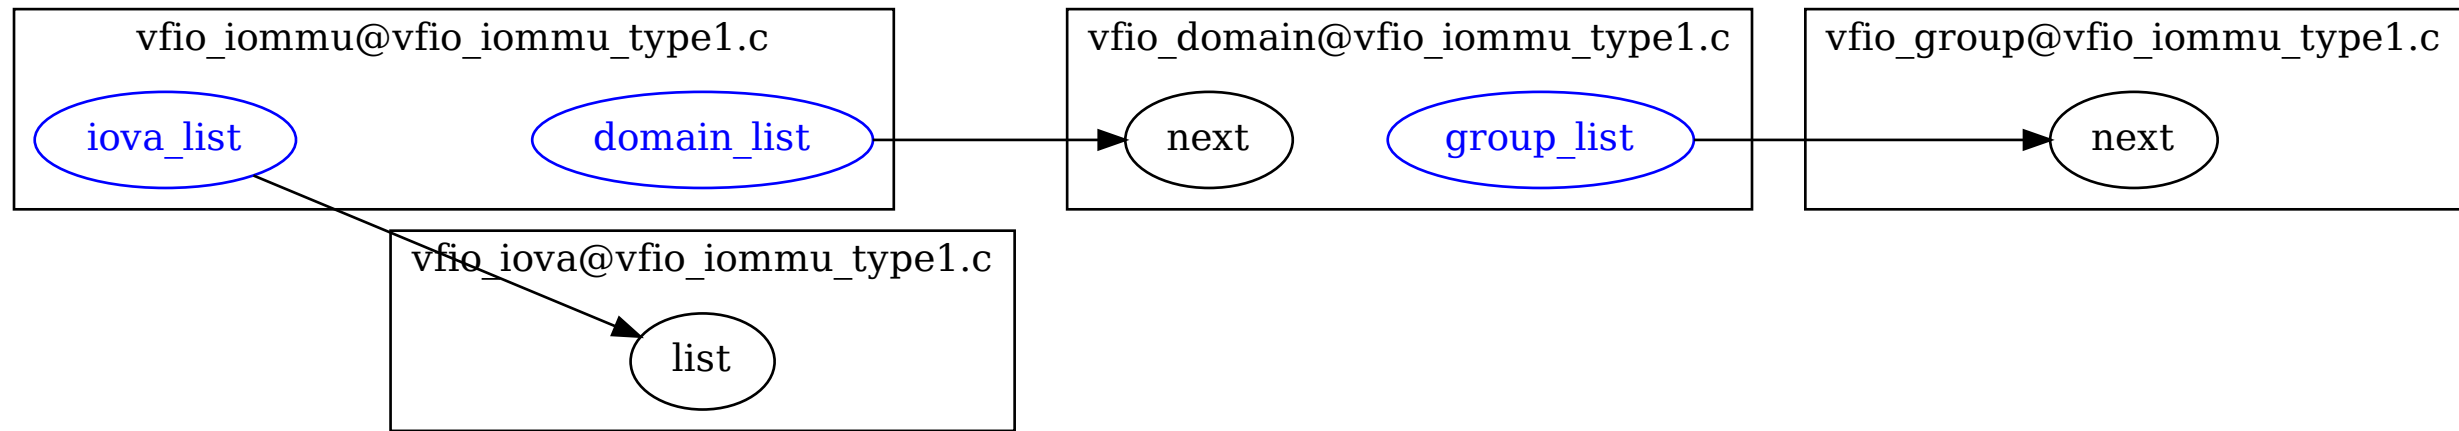 vfio_iommu@vfio_iommu_type1.c
iova_list
domain_list
vfio_domain@vfio_iommu_type1.c
next
group_list
vfio_group@vfio_iommu_type1.c
next
vfio_iova@vfio_iommu_type1.c
list